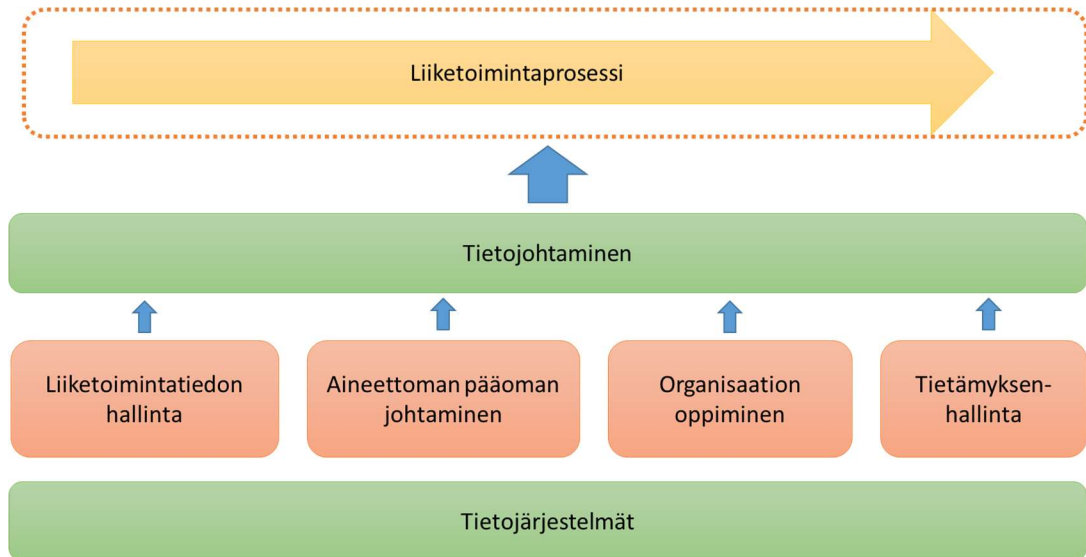 Liiketoimintaprosessi
Tietojohtaminen
Liiketoimintatiedon
hallinta
Aineettoman pääoman
johtaminen
Organisaation
oppiminen
Tietämyksen-
hallinta
Tietojärjestelmät